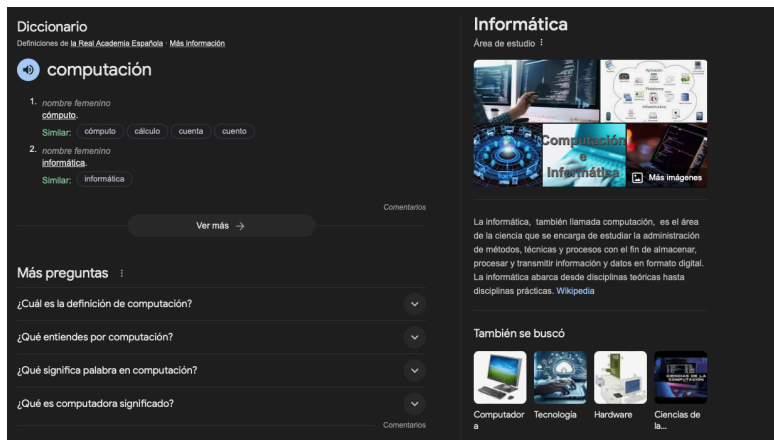 Diccionario
Definiciones de la Real Academia Española · Más información
computación
1. nombre femenino
cómputo.
Similar: cómputo cálculo cuenta cuento
2. nombre femenino
informática.
Similar: informática
Comentarios
Ver más →
Más preguntas
¿Cuál es la definición de computación?
¿Qué entiendes por computación?
¿Qué significa palabra en computación?
¿Qué es computadora significado?
Comentarios
Informática
Área de estudio
Computación
e
Informática
Más imágenes
La informática, también llamada computación, es el área
de la ciencia que se encarga de estudiar la administración
de métodos, técnicas y procesos con el fin de almacenar,
procesar y transmitir información y datos en formato digital.
La informática abarca desde disciplinas teóricas hasta
disciplinas prácticas. Wikipedia
También se buscó
CIENCIAS DE LA
COMPUTACIÓN
Computador
a
Tecnología
Hardware
Ciencias de
la...